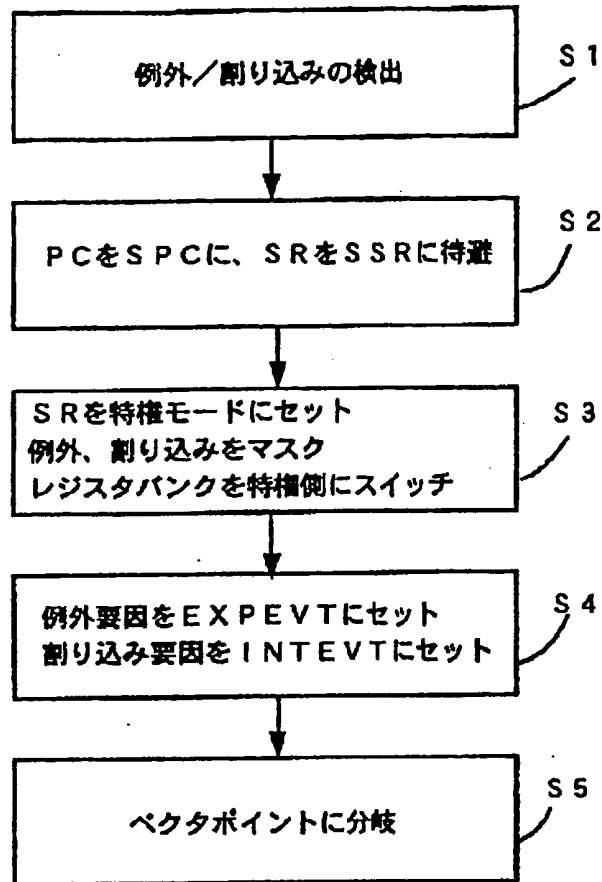 例外／割り込みの検出
S1
PCをSPCに、SRをSSRに待避
S2
SRを特権モードにセット
例外、割り込みをマスク
レジスタバンクを特権側にスイッチ
S3
例外要因をEXPEVTにセット
割り込み要因をINTEVTにセット
S4
ベクタポイントに分岐
S5